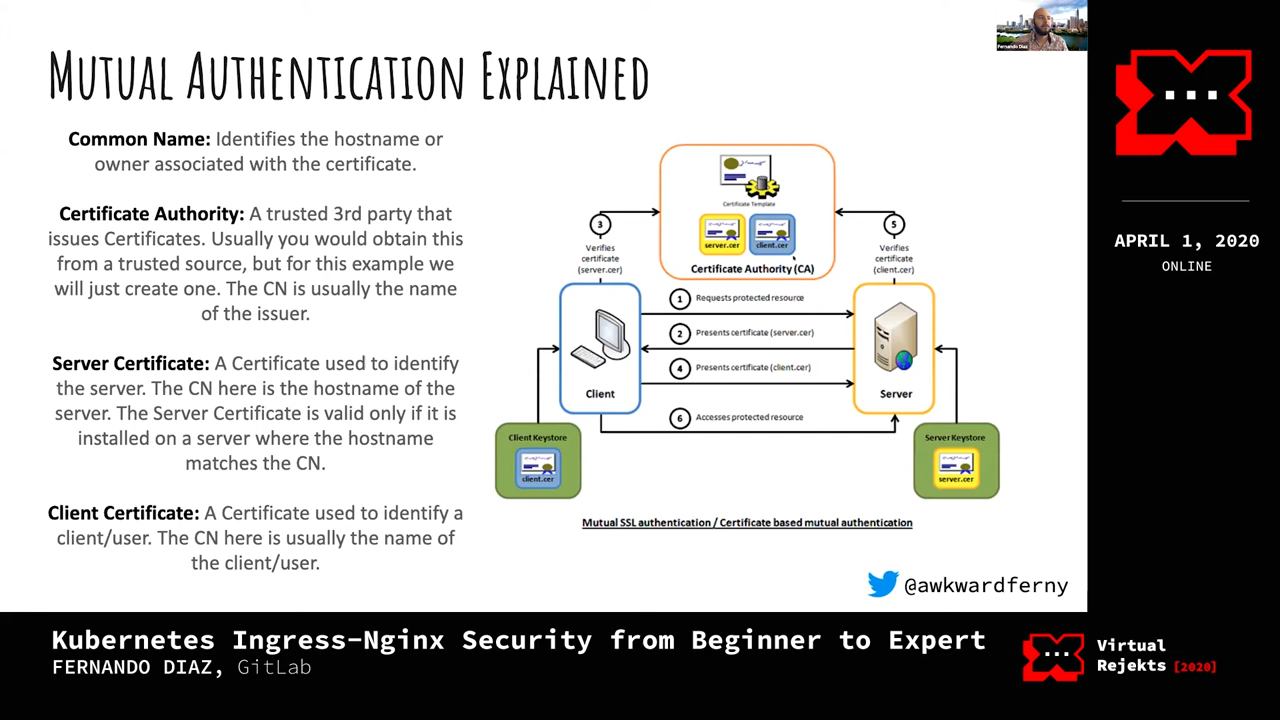 Fernando Diaz
MUTUAL AUTHENTICATION EXPLAINED
Common Name: Identifies the hostname or
owner associated with the certificate.
Certificate Authority: A trusted 3rd party that
issues Certificates. Usually you would obtain this
from a trusted source, but for this example we
will just create one. The CN is usually the name
of the issuer.
Server Certificate: A Certificate used to identify
the server. The CN here is the hostname of the
server. The Server Certificate is valid only if it is
installed on a server where the hostname
matches the CN.
Client Certificate: A Certificate used to identify a
client/user. The CN here is usually the name of
the client/user.
Certificate Template
server.cer
client.cer
Certificate Authority (CA)
3
Verifies
certificate
(server.cer)
5
Verifies
certificate
(client.cer)
1 Requests protected resource
2 Presents certificate (server.cer)
4 Presents certificate (client.cer)
6 Accesses protected resource
Client
Server
Client Keystore
client.cer
Server Keystore
server.cer
Mutual SSL authentication / Certificate based mutual authentication
@awkwardferny
APRIL 1, 2020
ONLINE
Kubernetes Ingress-Nginx Security from Beginner to Expert
FERNANDO DIAZ, GitLab
Virtual
Rejekts [2020]